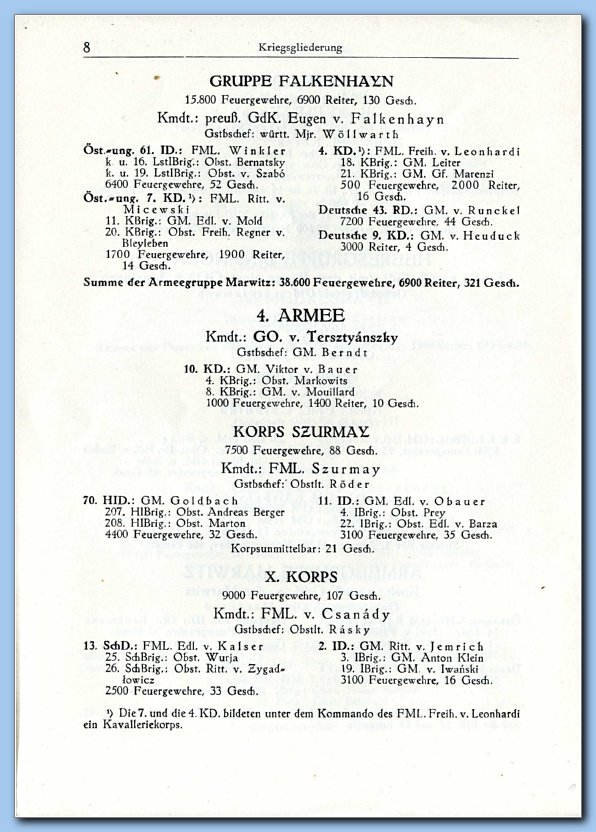 8
Kriegsgliederung
GRUPPE FALKENHAYN
15.800 Feuergewehre, 6900 Reiter, 130 Gesch.
Kmdt.: preuß. GdK. Eugen v. Falkenhayn
Gstbschef: württ. Mjr. Wöllwarth
Öst.-ung. 61. ID.: FML. Winkler
k. u. 16. LstIBrig.: Obst. Bernatsky
k. u. 19. LstIBrig.: Obst. v. Szabó
6400 Feuergewehre, 52 Gesch.
Öst.-ung. 7. KD.¹): FML. Ritt. v.
Micewski
11. KBrig.: GM. Edl. v. Mold
20. KBrig.: Obst. Freih. Regner v.
Bleyleben
1700 Feuergewehre, 1900 Reiter,
14 Gesch.
4. KD.¹): FML. Freih. v. Leonhardi
18. KBrig.: GM. Leiter
21. KBrig.: GM. Gf. Marenzi
500 Feuergewehre, 2000 Reiter,
16 Gesch.
Deutsche 43. RD.: GM. v. Runckel
7200 Feuergewehre, 44 Gesch.
Deutsche 9. KD.: GM. v. Heuduck
3000 Reiter, 4 Gesch.
Summe der Armeegruppe Marwitz: 38.600 Feuergewehre, 6900 Reiter, 321 Gesch.
4. ARMEE
Kmdt.: GO. v. Tersztyánszky
Gstbschef: GM. Berndt
10. KD.: GM. Viktor v. Bauer
4. KBrig.: Obst. Markowits
8. KBrig.: GM. v. Mouillard
1000 Feuergewehre, 1400 Reiter, 10 Gesch.
KORPS SZURMAY
7500 Feuergewehre, 88 Gesch.
Kmdt.: FML. Szurmay
Gstbschef: Obstlt. Röder
70. HID.: GM. Goldbach
207. HIBrig.: Obst. Andreas Berger
208. HIBrig.: Obst. Marton
4400 Feuergewehre, 32 Gesch.
11. ID.: GM. Edl. v. Obauer
4. IBrig.: Obst. Prey
22. IBrig.: Obst. Edl. v. Barza
3100 Feuergewehre, 35 Gesch.
Korpsunmittelbar: 21 Gesch.
X. KORPS
9000 Feuergewehre, 107 Gesch.
Kmdt.: FML. v. Csanády
Gstbschef: Obstlt. Rásky
13. SchD.: FML. Edl. v. Kalser
25. SchBrig.: Obst. Wurja
26. SchBrig.: Obst. Ritt. v. Zygad-
łowicz
2500 Feuergewehre, 33 Gesch.
2. ID.: GM. Ritt. v. Jemrich
3. IBrig.: GM. Anton Klein
19. IBrig.: GM. v. Iwański
3100 Feuergewehre, 16 Gesch.
¹) Die 7. und die 4. KD. bildeten unter dem Kommando des FML. Freih. v. Leonhardi
ein Kavalleriekorps.